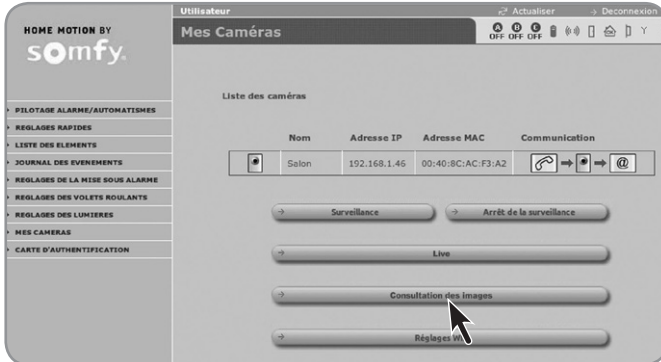 HOME MOTION BY
somfy.
Utilisateur
Actualiser
Deconnexion
Mes Caméras
A B C
OFF OFF OFF
PILOTAGE ALARME/AUTOMATISMES
REGLAGES RAPIDES
LISTE DES ELEMENTS
JOURNAL DES EVENEMENTS
REGLAGES DE LA MISE SOUS ALARME
REGLAGES DES VOLETS ROULANTS
REGLAGES DES LUMIERES
MES CAMERAS
CARTE D'AUTHENTIFICATION
Liste des caméras
Nom Adresse IP Adresse MAC Communication
Salon 192.168.1.46 00:40:8C:AC:F3:A2 @
Surveillance
Arrêt de la surveillance
Live
Consultation des images
Réglages